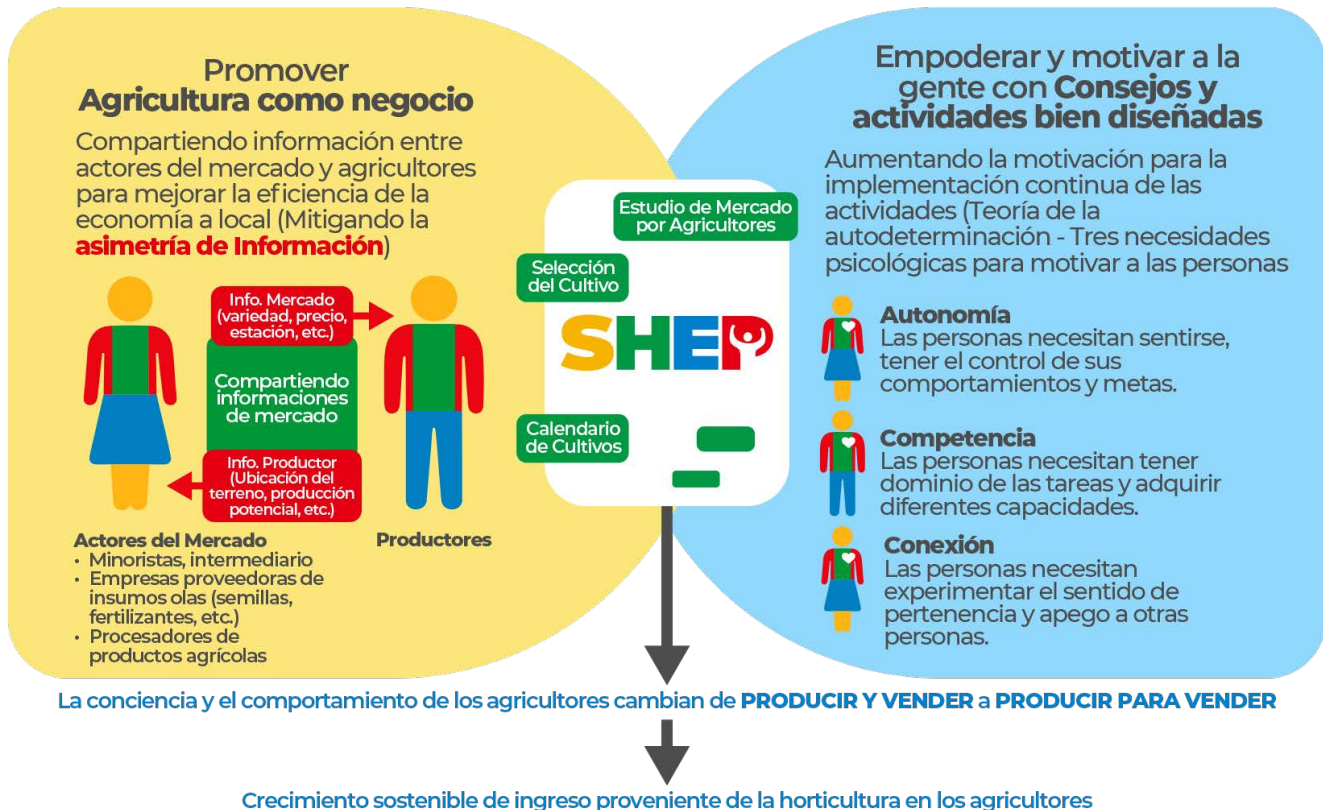 Promover
Agricultura como negocio
Compartiendo información entre
actores del mercado y agricultores
para mejorar la eficiencia de la
economía a local (Mitigando la
asimetría de Información)
Info. Mercado
(variedad, precio,
estación, etc.)
Compartiendo
informaciones
de mercado
Info. Productor
(Ubicación del
terreno, producción
potencial, etc.)
Actores del Mercado
• Minoristas, intermediario
• Empresas proveedoras de
insumos olas (semillas,
fertilizantes, etc.)
• Procesadores de
productos agrícolas
Productores
Estudio de Mercado
por Agricultores
Selección
del Cultivo
SHEP
Calendario
de Cultivos
Empoderar y motivar a la
gente con Consejos y
actividades bien diseñadas
Aumentando la motivación para la
implementación continua de las
actividades (Teoría de la
autodeterminación - Tres necesidades
psicológicas para motivar a las personas
Autonomía
Las personas necesitan sentirse,
tener el control de sus
comportamientos y metas.
Competencia
Las personas necesitan tener
dominio de las tareas y adquirir
diferentes capacidades.
Conexión
Las personas necesitan
experimentar el sentido de
pertenencia y apego a otras
personas.
La conciencia y el comportamiento de los agricultores cambian de PRODUCIR Y VENDER a PRODUCIR PARA VENDER
Crecimiento sostenible de ingreso proveniente de la horticultura en los agricultores